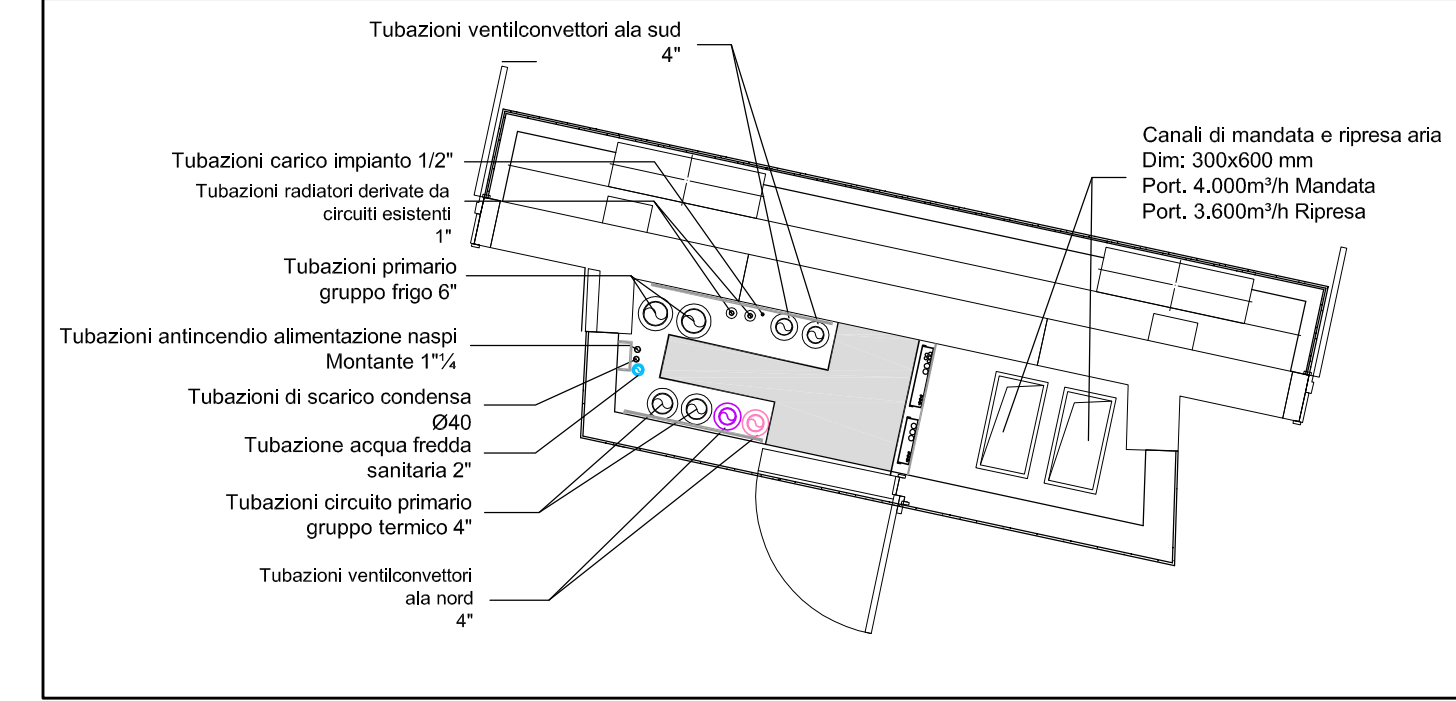 Tubazioni ventilconvettori ala sud
4"
Tubazioni carico impianto 1/2"
Tubazioni radiatori derivate da
circuiti esistenti
1"
Tubazioni primario
gruppo frigo 6"
Tubazioni antincendio alimentazione naspi
Montante 1"¼
Tubazioni di scarico condensa
Ø40
Tubazione acqua fredda
sanitaria 2"
Tubazioni circuito primario
gruppo termico 4"
Tubazioni ventilconvettori
ala nord
4"
Canali di mandata e ripresa aria
Dim: 300x600 mm
Port. 4.000m³/h Mandata
Port. 3.600m³/h Ripresa